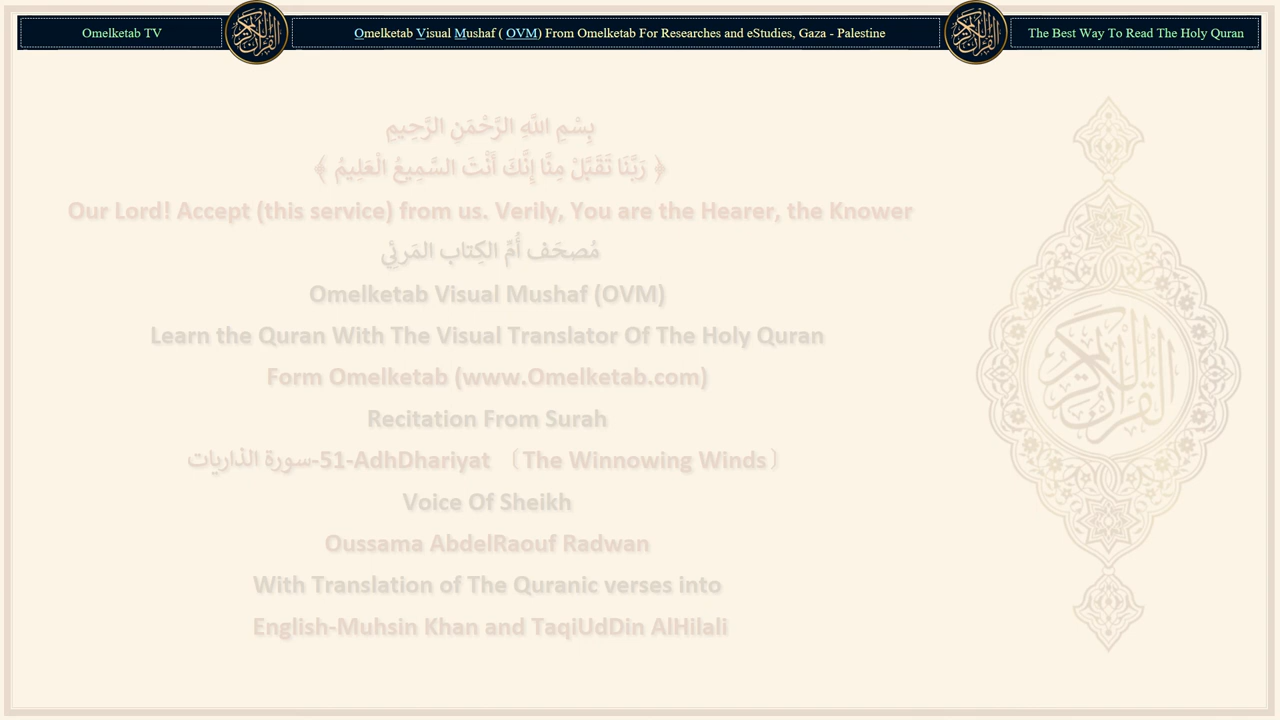 Omelketab TV
Omelketab Visual Mushaf ( OVM) From Omelketab For Researches and eStudies, Gaza - Palestine
The Best Way To Read The Holy Quran
بِسْمِ اللَّهِ الرَّحْمَنِ الرَّحِيمِ
﴿ رَبَّنَا تَقَبَّلْ مِنَّا إِنَّكَ أَنْتَ السَّمِيعُ الْعَلِيمُ ﴾
Our Lord! Accept (this service) from us. Verily, You are the Hearer, the Knower
مُصحَف أُمِّ الكِتاب المَرئِي
Omelketab Visual Mushaf (OVM)
Learn the Quran With The Visual Translator Of The Holy Quran
Form Omelketab (www.Omelketab.com)
Recitation From Surah
سورة الذاريات-51-AdhDhariyat （The Winnowing Winds）
Voice Of Sheikh
Oussama AbdelRaouf Radwan
With Translation of The Quranic verses into
English-Muhsin Khan and TaqiUdDin AlHilali
القرآن الكريم